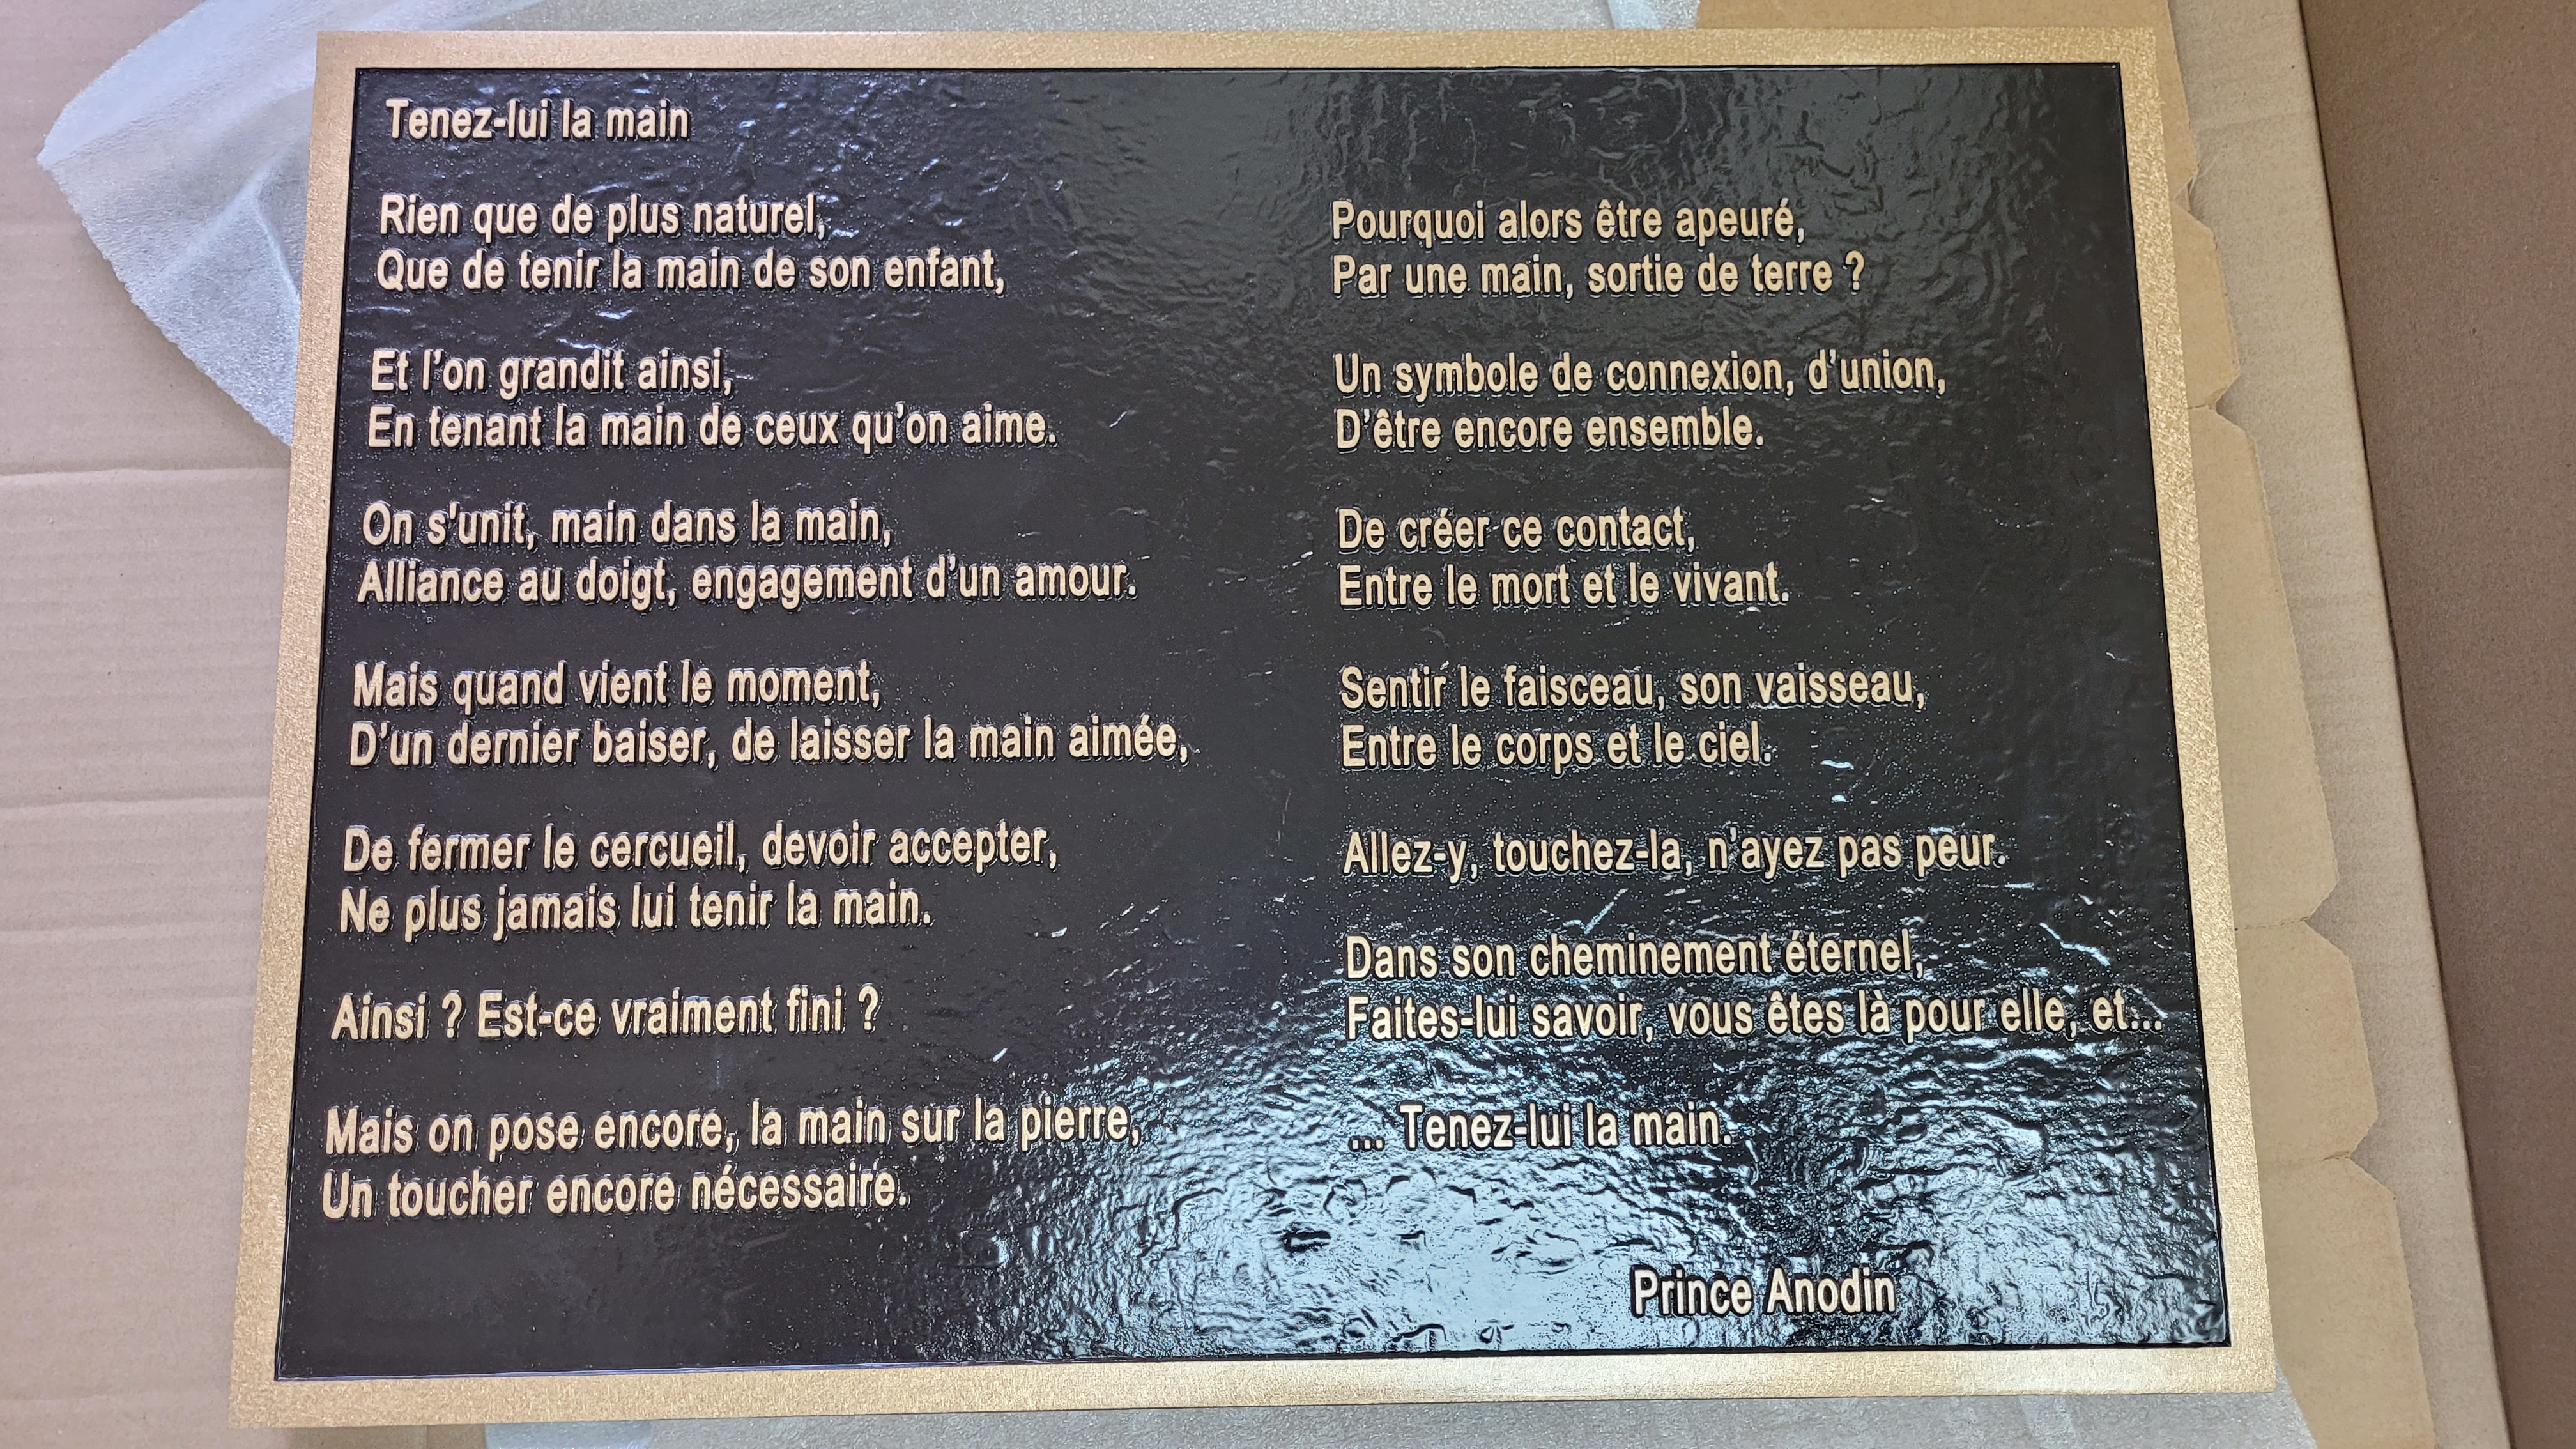 Tenez-lui la main
Rien que de plus naturel,
Que de tenir la main de son enfant,
Et l'on grandit ainsi,
En tenant la main de ceux qu'on aime.
On s'unit, main dans la main,
Alliance au doigt, engagement d'un amour.
Mais quand vient le moment,
D'un dernier baiser, de laisser la main aimée,
De fermer le cercueil, devoir accepter,
Ne plus jamais lui tenir la main.
Ainsi ? Est-ce vraiment fini ?
Mais on pose encore, la main sur la pierre,
Un toucher encore nécessaire.
Pourquoi alors être apeuré,
Par une main, sortie de terre ?
Un symbole de connexion, d'union,
D'être encore ensemble.
De créer ce contact,
Entre le mort et le vivant.
Sentir le faisceau, son vaisseau,
Entre le corps et le ciel.
Allez-y, touchez-la, n'ayez pas peur.
Dans son cheminement éternel,
Faites-lui savoir, vous êtes là pour elle, et...
... Tenez-lui la main.
Prince Anodin